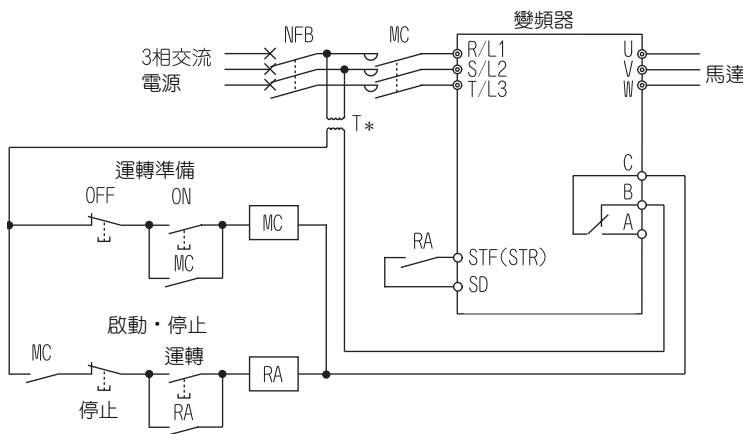 變頻器
NFB
MC
3相交流
電源
R/L1
S/L2
T/L3
U
V
W
馬達
T*
運轉準備
OFF
ON
MC
MC
C
B
A
RA
STF(STR)
SD
啟動・停止
MC
運轉
RA
停止
RA